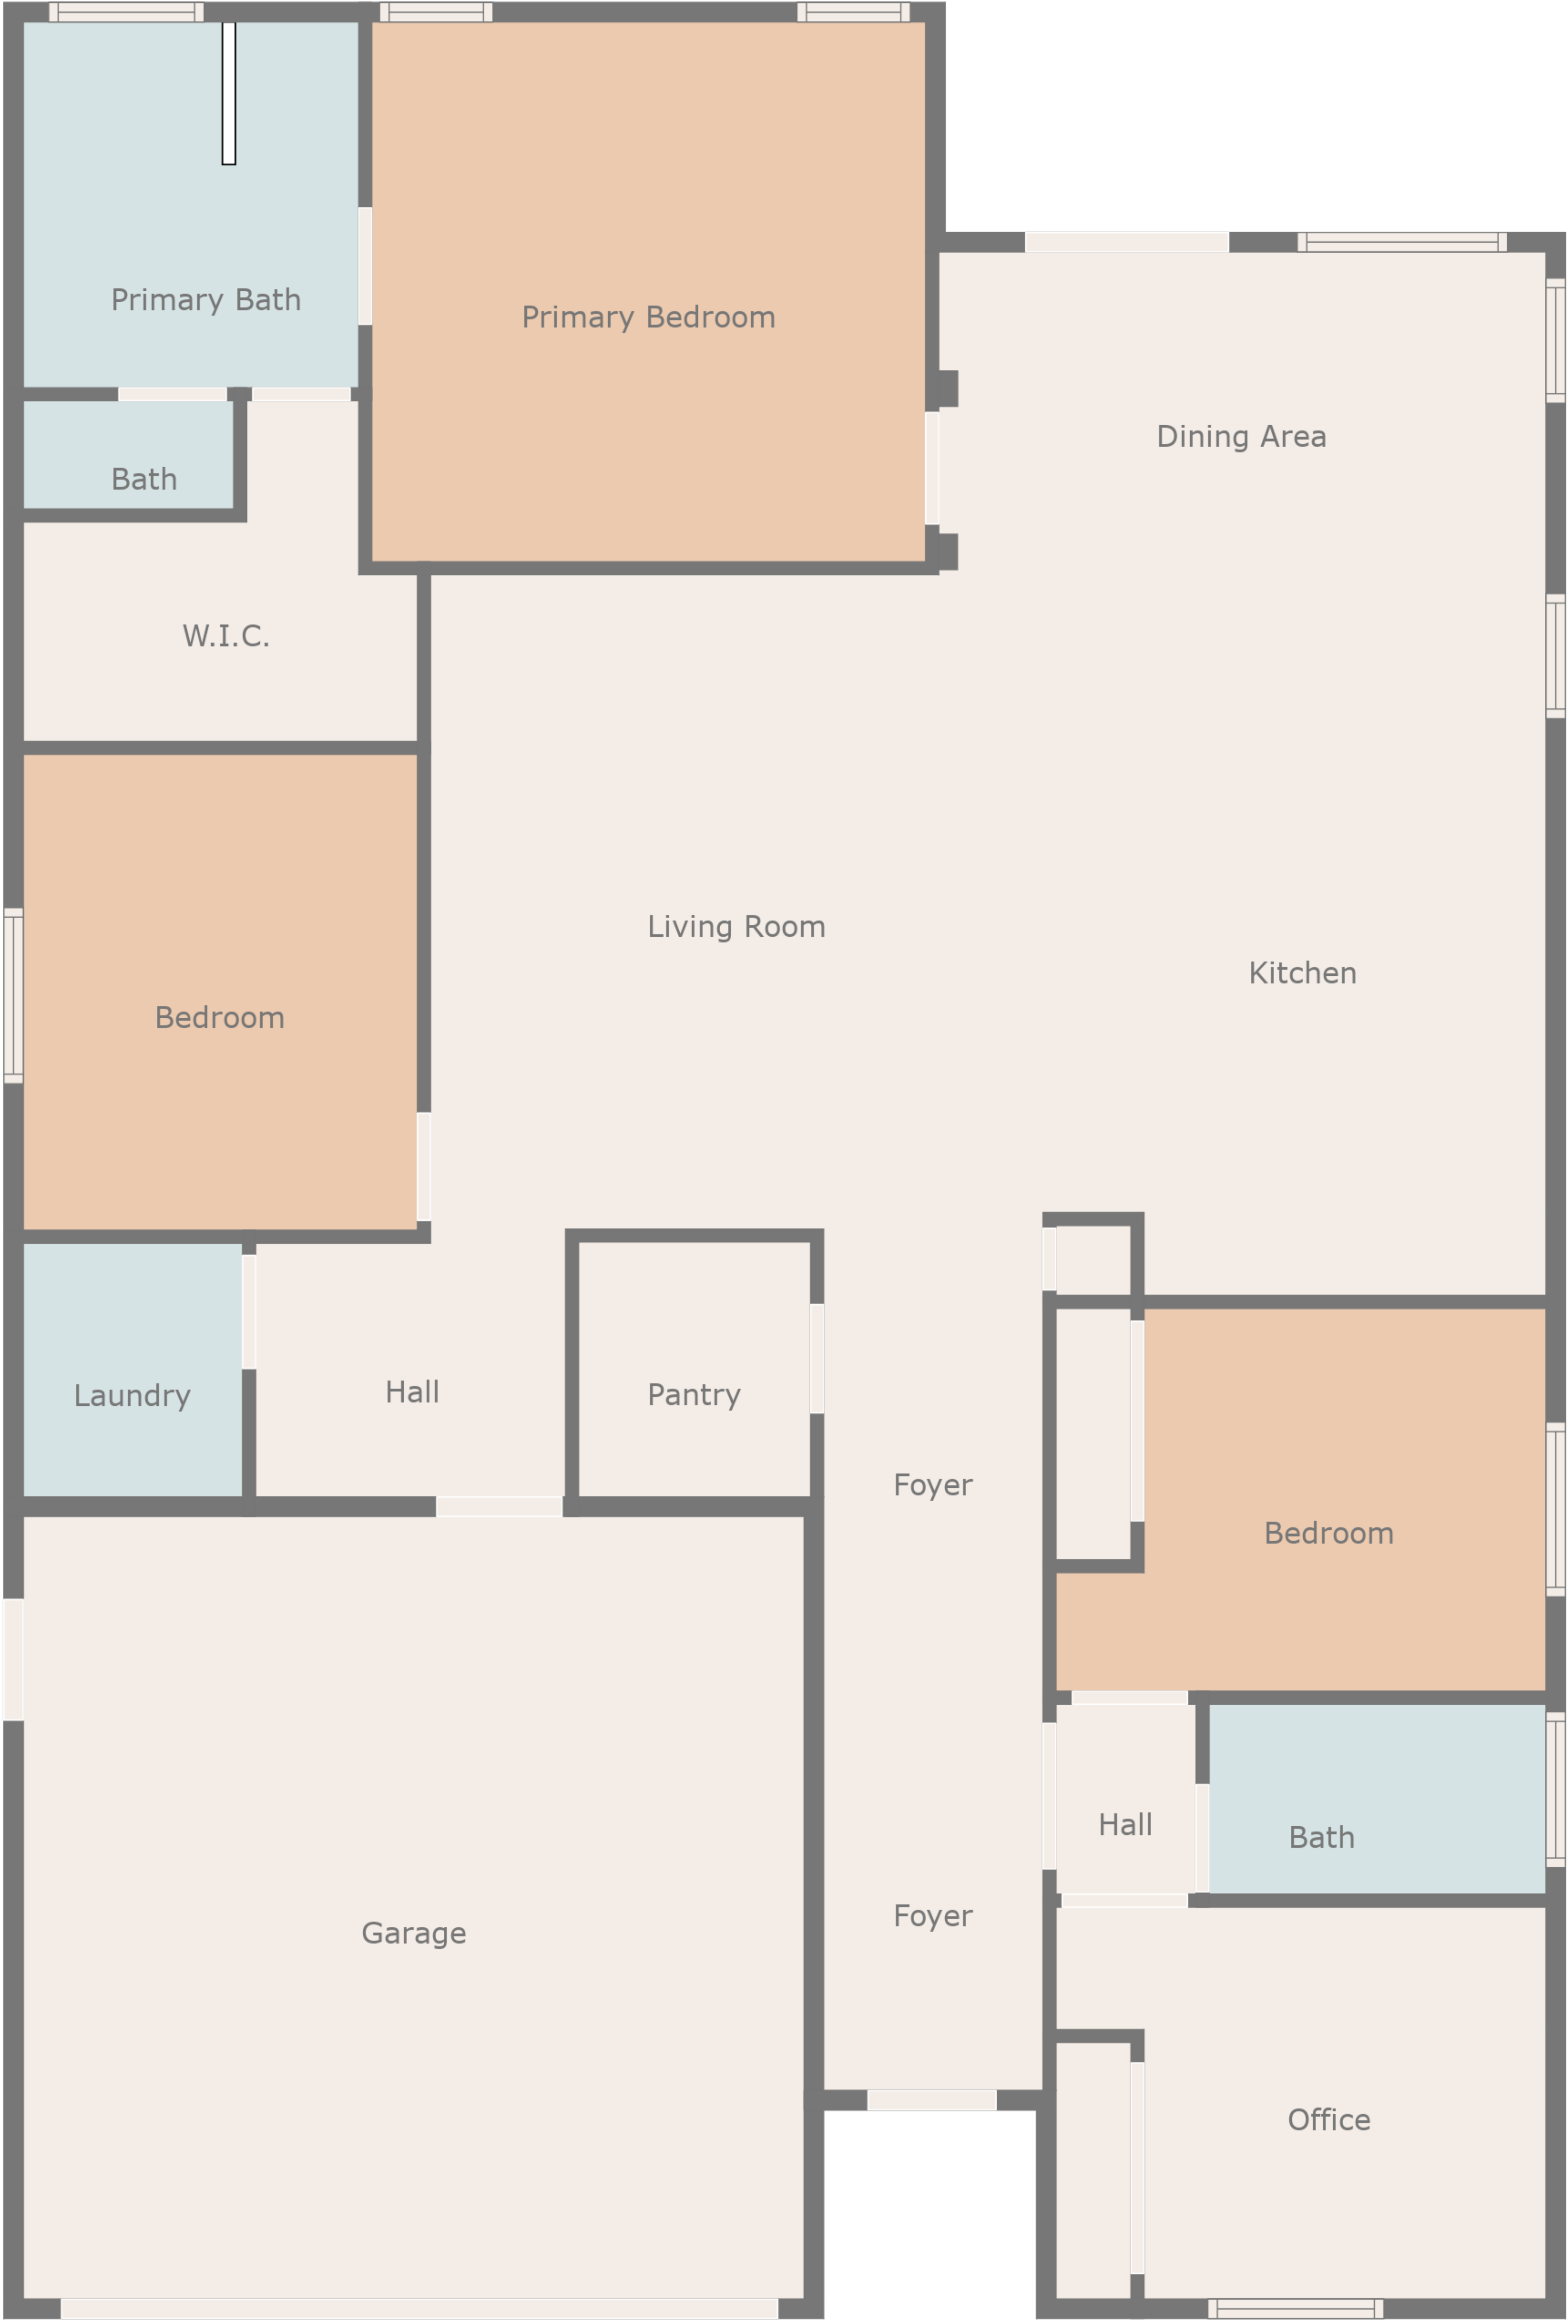 Primary Bath
Primary Bedroom
Dining Area
Bath
W.I.C.
Living Room
Kitchen
Bedroom
Laundry
Hall
Pantry
Foyer
Bedroom
Hall
Bath
Foyer
Garage
Office